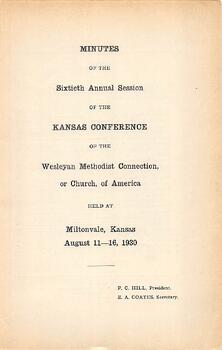 MINUTES
OF THE
Sixtieth Annual Session
OF THE
KANSAS CONFERENCE
OF THE
Wesleyan Methodist Connection,
or Church, of America
HELD AT
Miltonvale, Kansas
August 11—16, 1930
F. C. HILL, President.
E. A. COATES, Secretary.